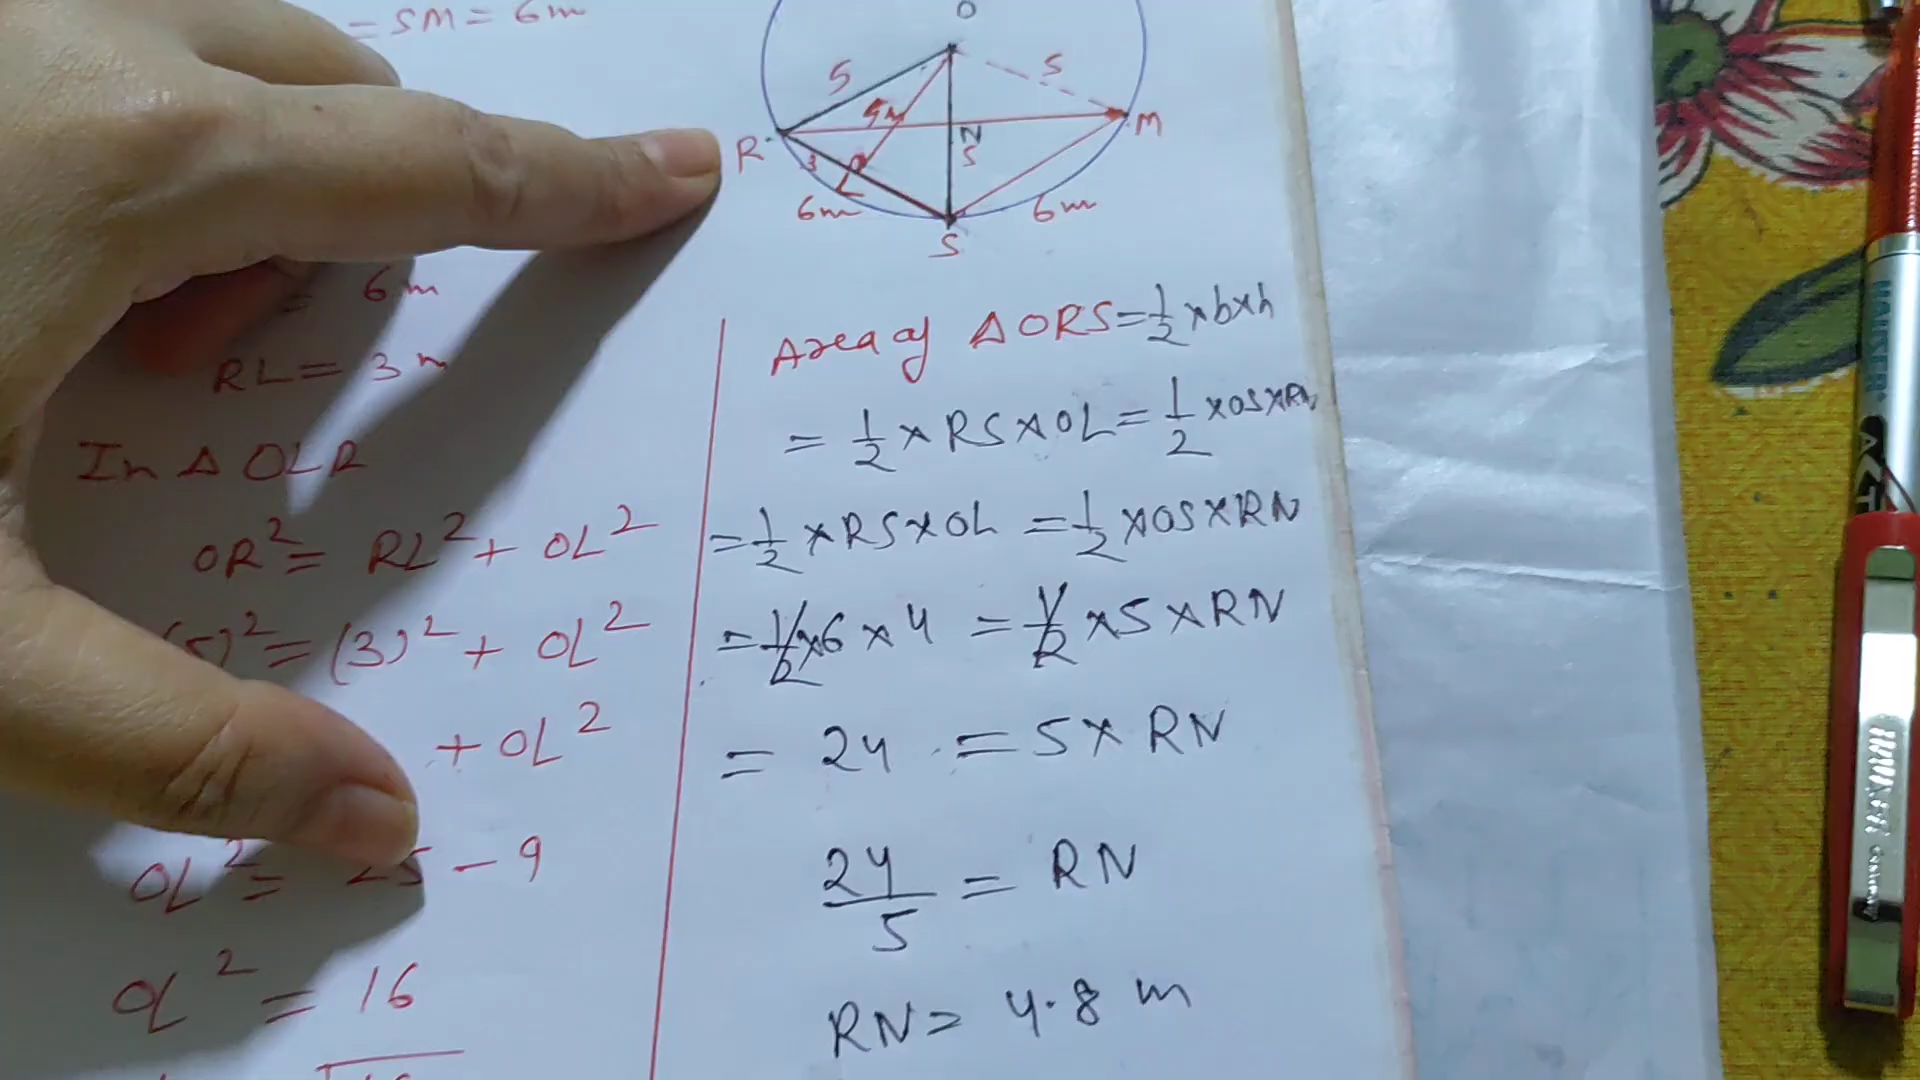 = SM = 6m
O
5
5
4m
R
N
M
3
5
L
6m
6m
S
= 6m
RL = 3m
In △ OLR
OR² = RL² + OL²
5)² = (3)² + OL²
+ OL²
OL² = 25 - 9
OL² = 16
Area of △ ORS = 1/2 × b × h
= 1/2 × RS × OL = 1/2 × OS × RN
= 1/2 × RS × OL = 1/2 × OS × RN
= 1/2 × 6 × 4 = 1/2 × 5 × RN
= 24 = 5 × RN
24/5 = RN
RN = 4.8 m